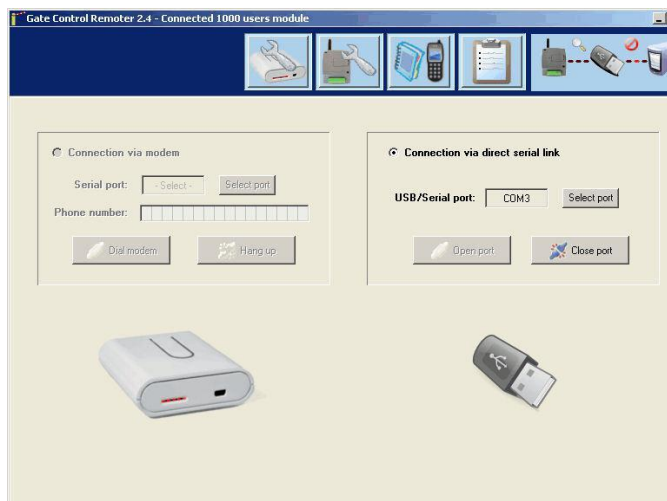 Gate Control Remoter 2.4 - Connected 1000 users module
Connection via modem
Serial port: - Select - Select port
Phone number:
Dial modem Hang up
Connection via direct serial link
USB/Serial port: COM3 Select port
Open port Close port